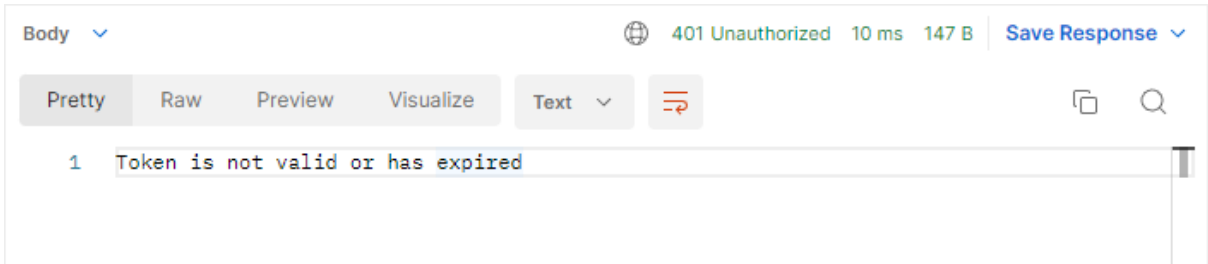 Body 401 Unauthorized 10 ms 147 B Save Response
Pretty Raw Preview Visualize Text
1 Token is not valid or has expired